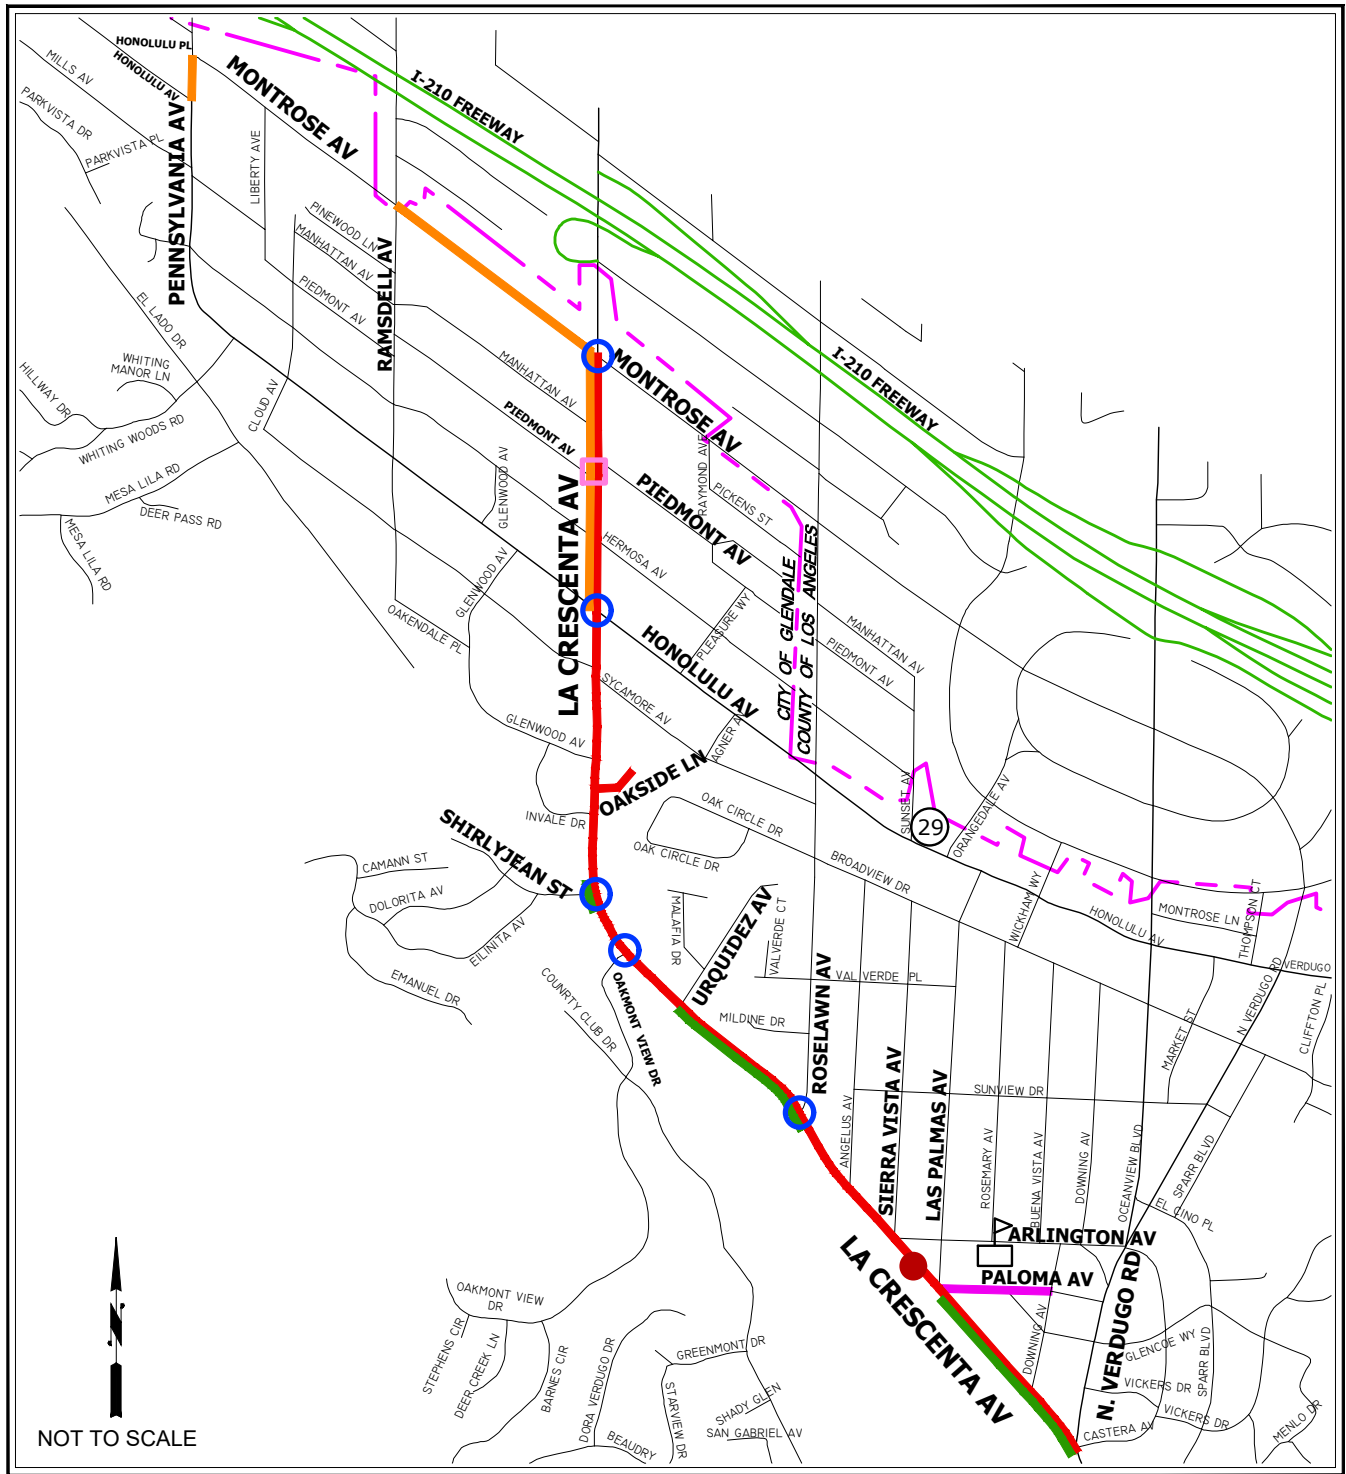 HONOLULU PL
HONOLULU AV
MILLS AV
PARKVISTA DR
PARKVISTA PL
PENNSYLVANIA AV
MONTROSE AV
I-210 FREEWAY
LIBERTY AVE
PINEWOOD LN
MANHATTAN AV
PIEDMONT AV
RAMSDELL AV
EL LADO DR
WHITING
MANOR LN
HILLWAY DR
WHITING WOODS RD
CLOUD AV
MESA LILA RD
DEER PASS RD
MESA LILA RD
MANHATTAN AV
PIEDMONT AV
MONTROSE AV
I-210 FREEWAY
RAYMOND AVE
PICKENS ST
PIEDMONT AV
GLENWOOD AV
GLENWOOD AV
LA CRESCENTA AV
HERMOSA AV
CITY OF GLENDALE
COUNTY OF LOS ANGELES
OAKENDALE PL
HONOLULU AV
PLEASURE WY
MANHATTAN AV
PIEDMONT AV
SYCAMORE AV
GLENWOOD AV
OAKSIDE LN
SUNSET AV
29
ORANGEDALE AV
INVALE DR
OAK CIRCLE DR
OAK CIRCLE DR
SHIRLYJEAN ST
CAMANN ST
DOLORITA AV
EILINITA AV
EMANUEL DR
BROADVIEW DR
WICKHAM WY
HONOLULU AV
MONTROSE LN
THOMPSON CT
VERDUGO
MALAFIA DR
URQUIDEZ AV
VALVERDE CT
VAL VERDE PL
COUNRTY CLUB DR
OAKMONT VIEW DR
MILDINE DR
ROSELAWN AV
MARKET ST
N VERDUGO RD
CLIFFTON PL
SUNVIEW DR
ANGELUS AV
SIERRA VISTA AV
LAS PALMAS AV
ROSEMARY AV
BUENA VISTA AV
DOWNING AV
OCEANVIEW BLVD
SPARR BLVD
EL CINO PL
ARLINGTON AV
PALOMA AV
LA CRESCENTA AV
N. VERDUGO RD
DOWNING AV
GLENCOE WY
VICKERS DR
VICKERS DR
SPARR BLVD
CASTERA AV
MENLO DR
OAKMONT VIEW
DR
STEPHENS CIR
DEER CREEK LN
BARNES CIR
DORA VERDUGO DR
BEAUDRY
GREENMONT DR
STARVIEW DR
SHADY GLEN
SAN GABRIEL AV
N
NOT TO SCALE